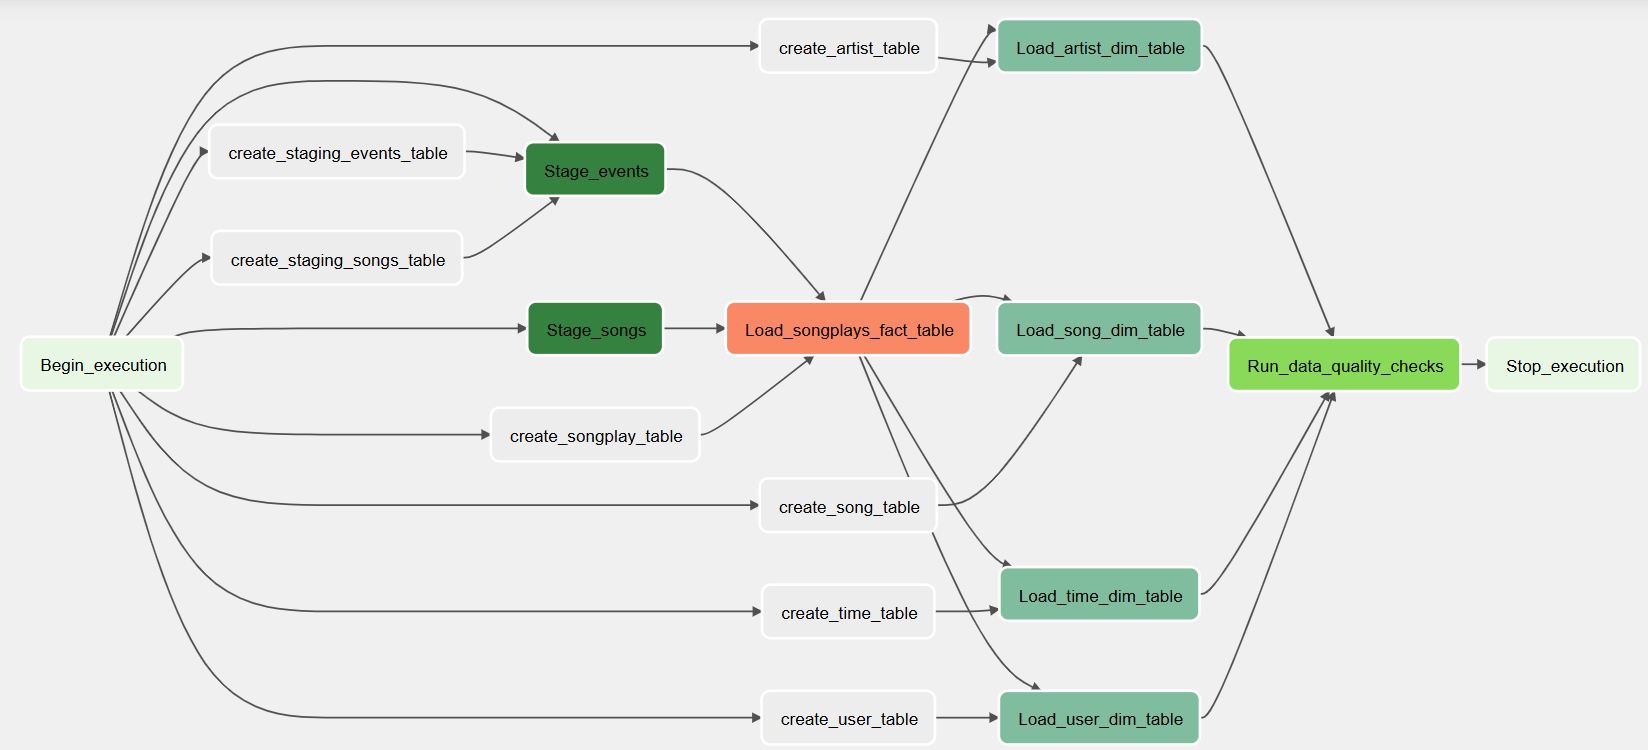 create_artist_table
Load_artist_dim_table
create_staging_events_table
Stage_events
create_staging_songs_table
Stage_songs
Load_songplays_fact_table
Load_song_dim_table
Begin_execution
Run_data_quality_checks
Stop_execution
create_songplay_table
create_song_table
Load_time_dim_table
create_time_table
create_user_table
Load_user_dim_table